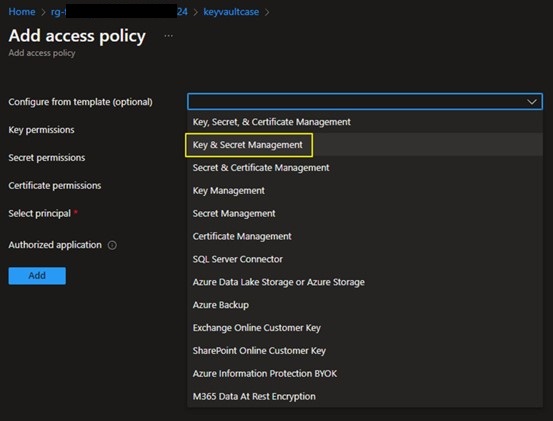 Home > rg- 24 > keyvaultcase >
Add access policy ...
Add access policy
Configure from template (optional)
Key, Secret, & Certificate Management
Key permissions
Key & Secret Management
Secret permissions
Secret & Certificate Management
Certificate permissions
Key Management
Select principal *
Secret Management
Authorized application
Certificate Management
Add
SQL Server Connector
Azure Data Lake Storage or Azure Storage
Azure Backup
Exchange Online Customer Key
SharePoint Online Customer Key
Azure Information Protection BYOK
M365 Data At Rest Encryption